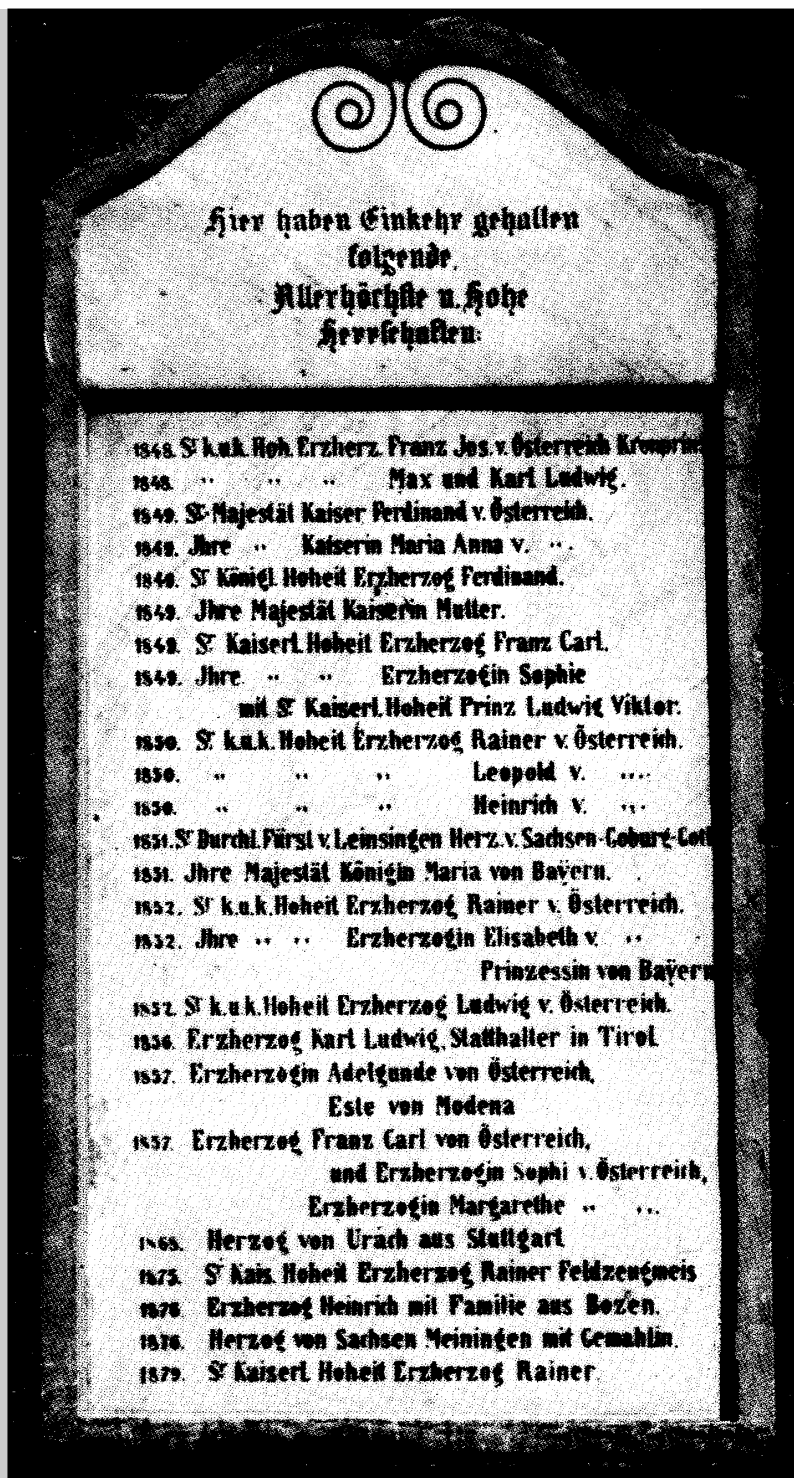 Hier haben Einkehr gehalten
folgende
Allerhöchste u. Hohe
Herrschaften:
1848. Sr k.u.k. Hoh. Erzherz. Franz Jos. v. Österreich Kronprin
1848. " " " Max und Karl Ludwig.
1849. Sr Majestät Kaiser Ferdinand v. Österreich.
1849. Jhre " Kaiserin Maria Anna v. ".
1849. Sr Königl. Hoheit Erzherzog Ferdinand.
1849. Jhre Majestät Kaiserin Mutter.
1849. Sr Kaiserl. Hoheit Erzherzog Franz Carl.
1849. Jhre " " Erzherzogin Sophie
mit Sr Kaiserl. Hoheit Prinz Ludwig Viktor.
1850. Sr k.u.k. Hoheit Erzherzog Rainer v. Österreich.
1850. " " " Leopold v. "
1850. " " " Heinrich v. "
1851. Sr Durchl. Fürst v. Leinsingen Herz. v. Sachsen-Coburg-Got
1851. Jhre Majestät Königin Maria von Bayern.
1852. Sr k.u.k. Hoheit Erzherzog Rainer v. Österreich.
1852. Jhre " " Erzherzogin Elisabeth v. "
Prinzessin von Bayern
1852. Sr k.u.k. Hoheit Erzherzog Ludwig v. Österreich.
1856. Erzherzog Karl Ludwig, Statthalter in Tirol.
1857. Erzherzogin Adelgunde von Österreich,
Este von Modena
1857. Erzherzog Franz Carl von Österreich,
und Erzherzogin Sophi v. Österreich,
Erzherzogin Margarethe " "
Herzog von Urach aus Stuttgart
1875. Sr Kais. Hoheit Erzherzog Rainer Feldzeugmeis
1876. Erzherzog Heinrich mit Familie aus Bozen.
1876. Herzog von Sachsen Meiningen mit Gemahlin.
1879. Sr Kaiserl. Hoheit Erzherzog Rainer.